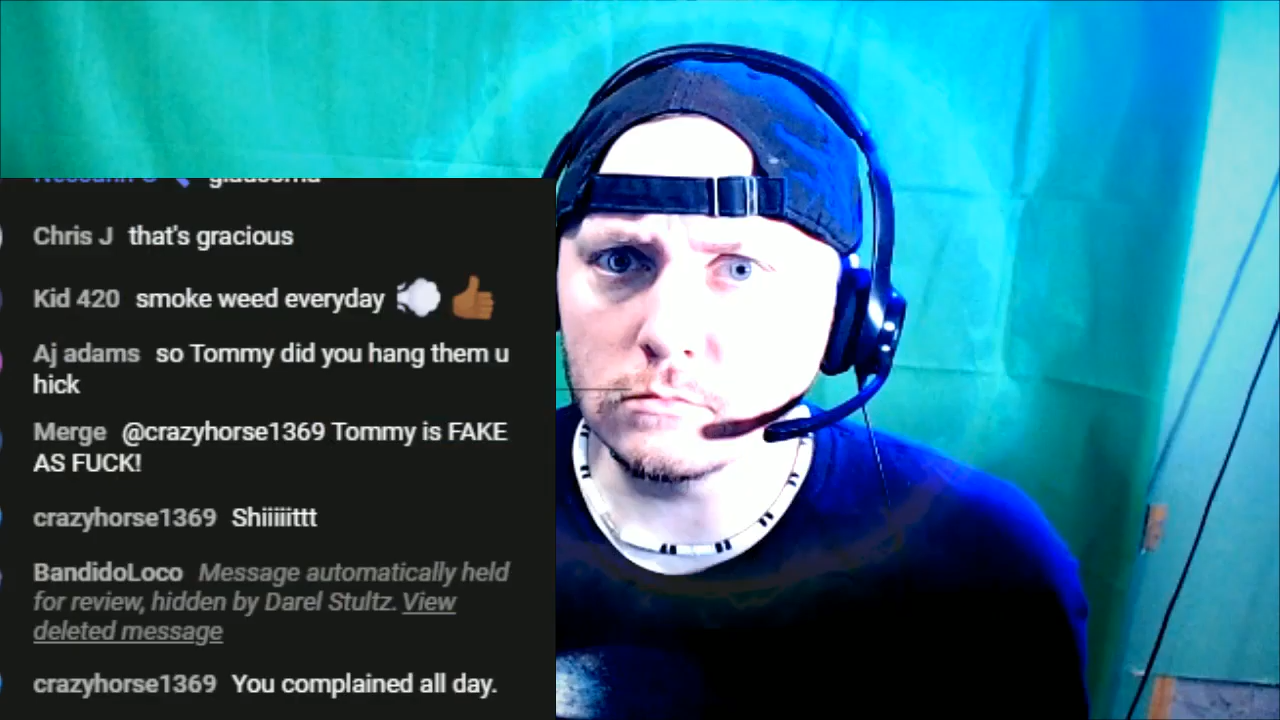 Chris J that's gracious
Kid 420 smoke weed everyday 💨 👍🏾
Aj adams so Tommy did you hang them u
hick
Merge @crazyhorse1369 Tommy is FAKE
AS FUCK!
crazyhorse1369 Shiiiiittt
BandidoLoco Message automatically held
for review, hidden by Darel Stultz. View
deleted message
crazyhorse1369 You complained all day.